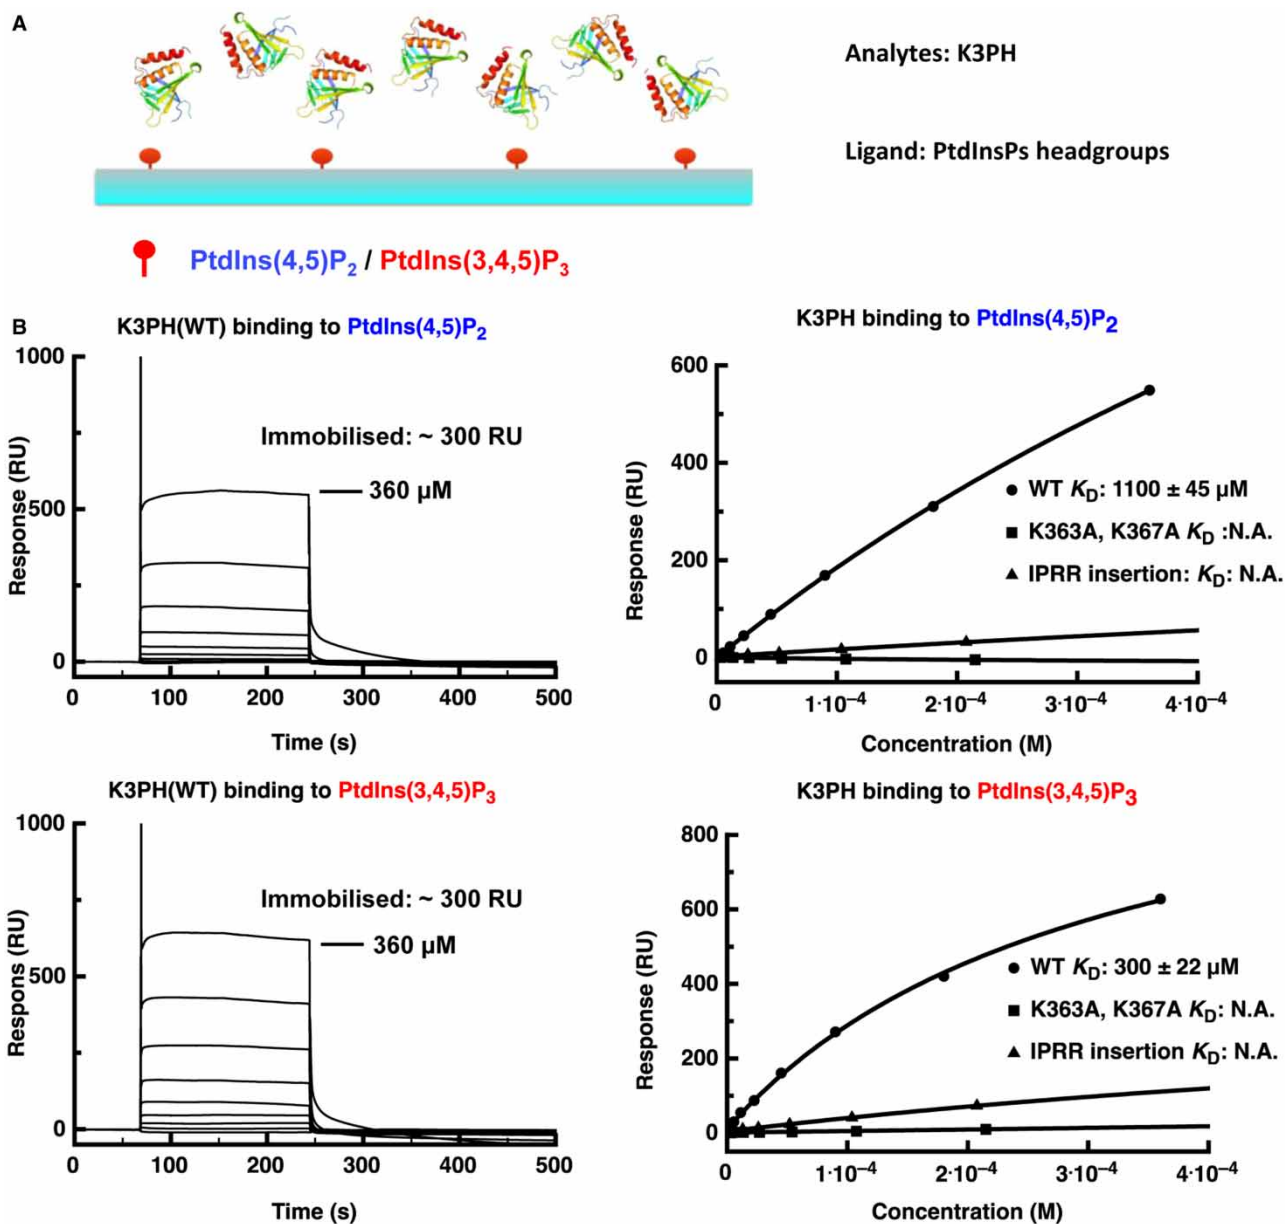 A
Analytes: K3PH
Ligand: PtdInsPs headgroups
PtdIns(4,5)P2 / PtdIns(3,4,5)P3
B
K3PH(WT) binding to PtdIns(4,5)P2
Response (RU)
1000
500
0
Immobilised: ~ 300 RU
360 μM
0 100 200 300 400 500
Time (s)
K3PH binding to PtdIns(4,5)P2
Response (RU)
600
400
200
0
WT KD: 1100 ± 45 μM
K363A, K367A KD :N.A.
IPRR insertion: KD: N.A.
0 1·10−4 2·10−4 3·10−4 4·10−4
Concentration (M)
K3PH(WT) binding to PtdIns(3,4,5)P3
Respons (RU)
1000
500
0
Immobilised: ~ 300 RU
360 μM
0 100 200 300 400 500
Time (s)
K3PH binding to PtdIns(3,4,5)P3
Response (RU)
800
600
400
200
0
WT KD: 300 ± 22 μM
K363A, K367A KD: N.A.
IPRR insertion KD: N.A.
0 1·10−4 2·10−4 3·10−4 4·10−4
Concentration (M)